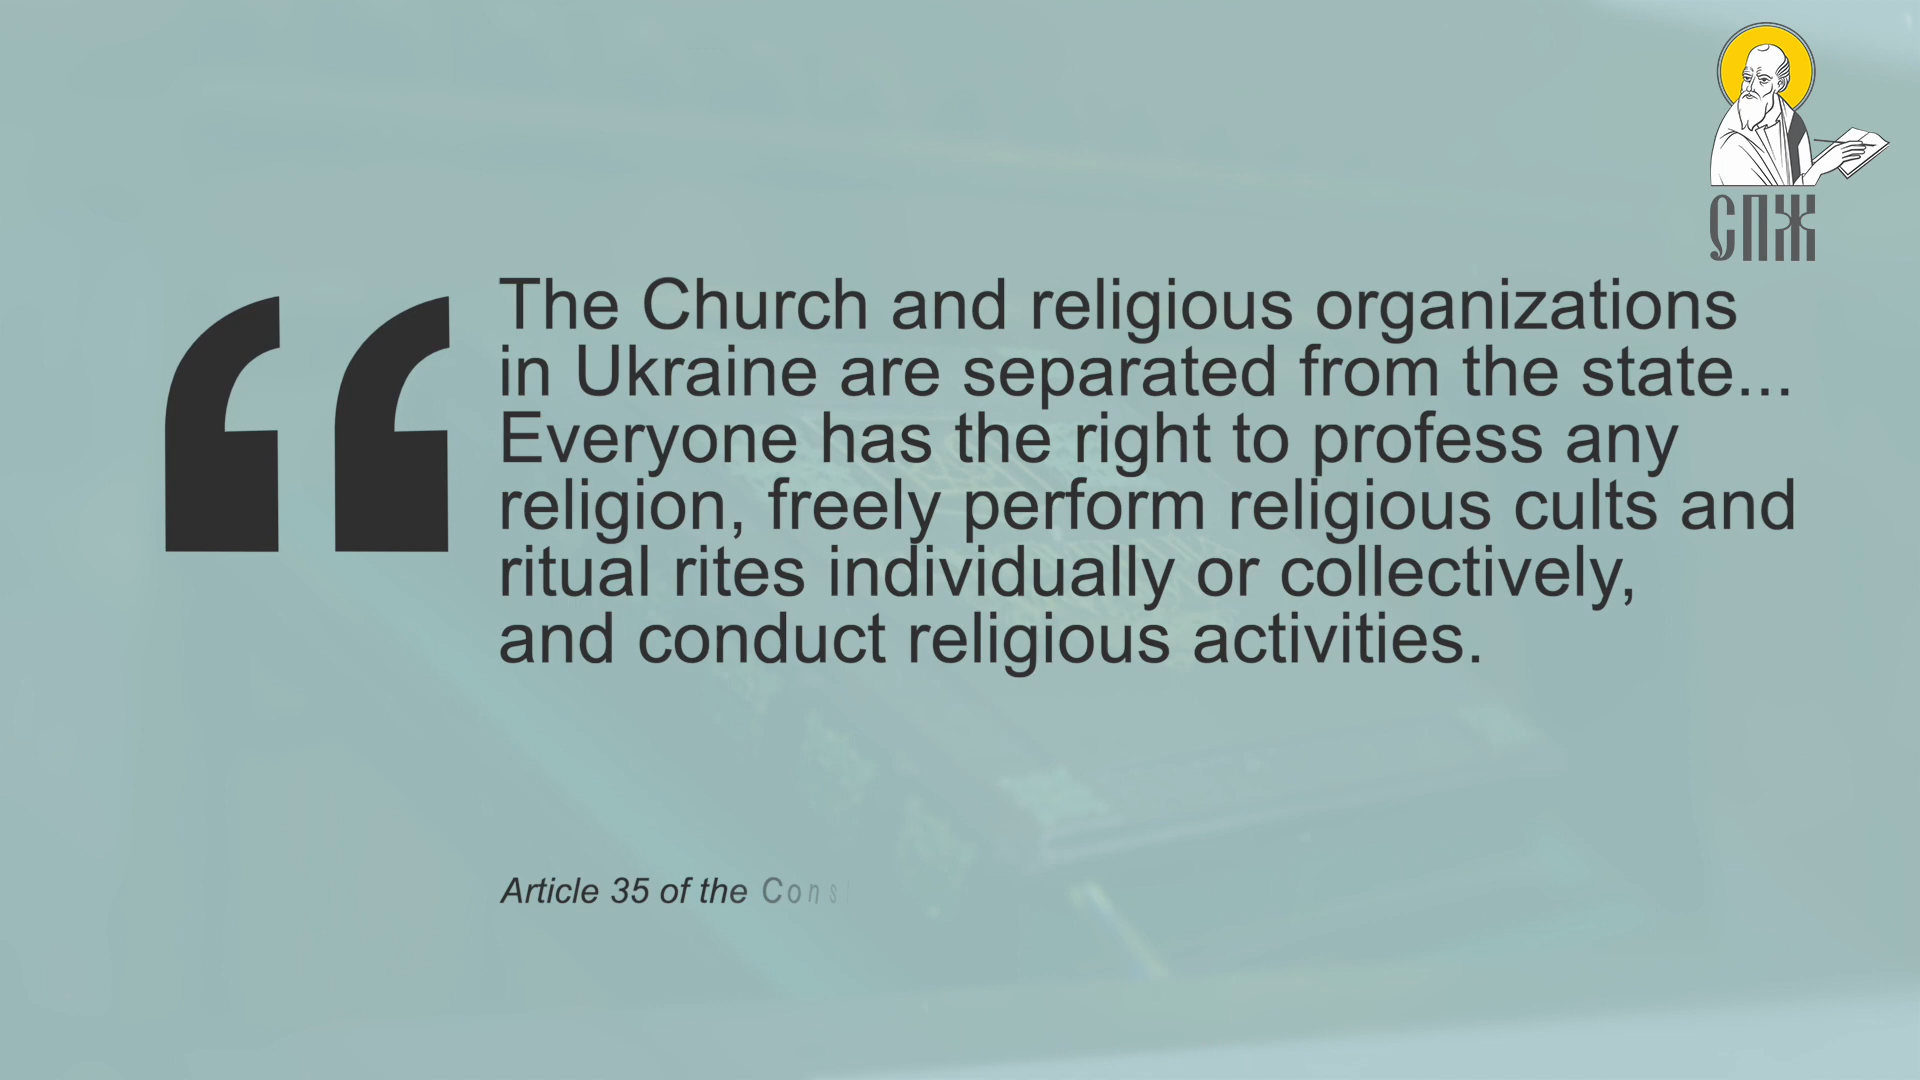 СПЖ
The Church and religious organizations
in Ukraine are separated from the state...
Everyone has the right to profess any
religion, freely perform religious cults and
ritual rites individually or collectively,
and conduct religious activities.
Article 35 of the Cons